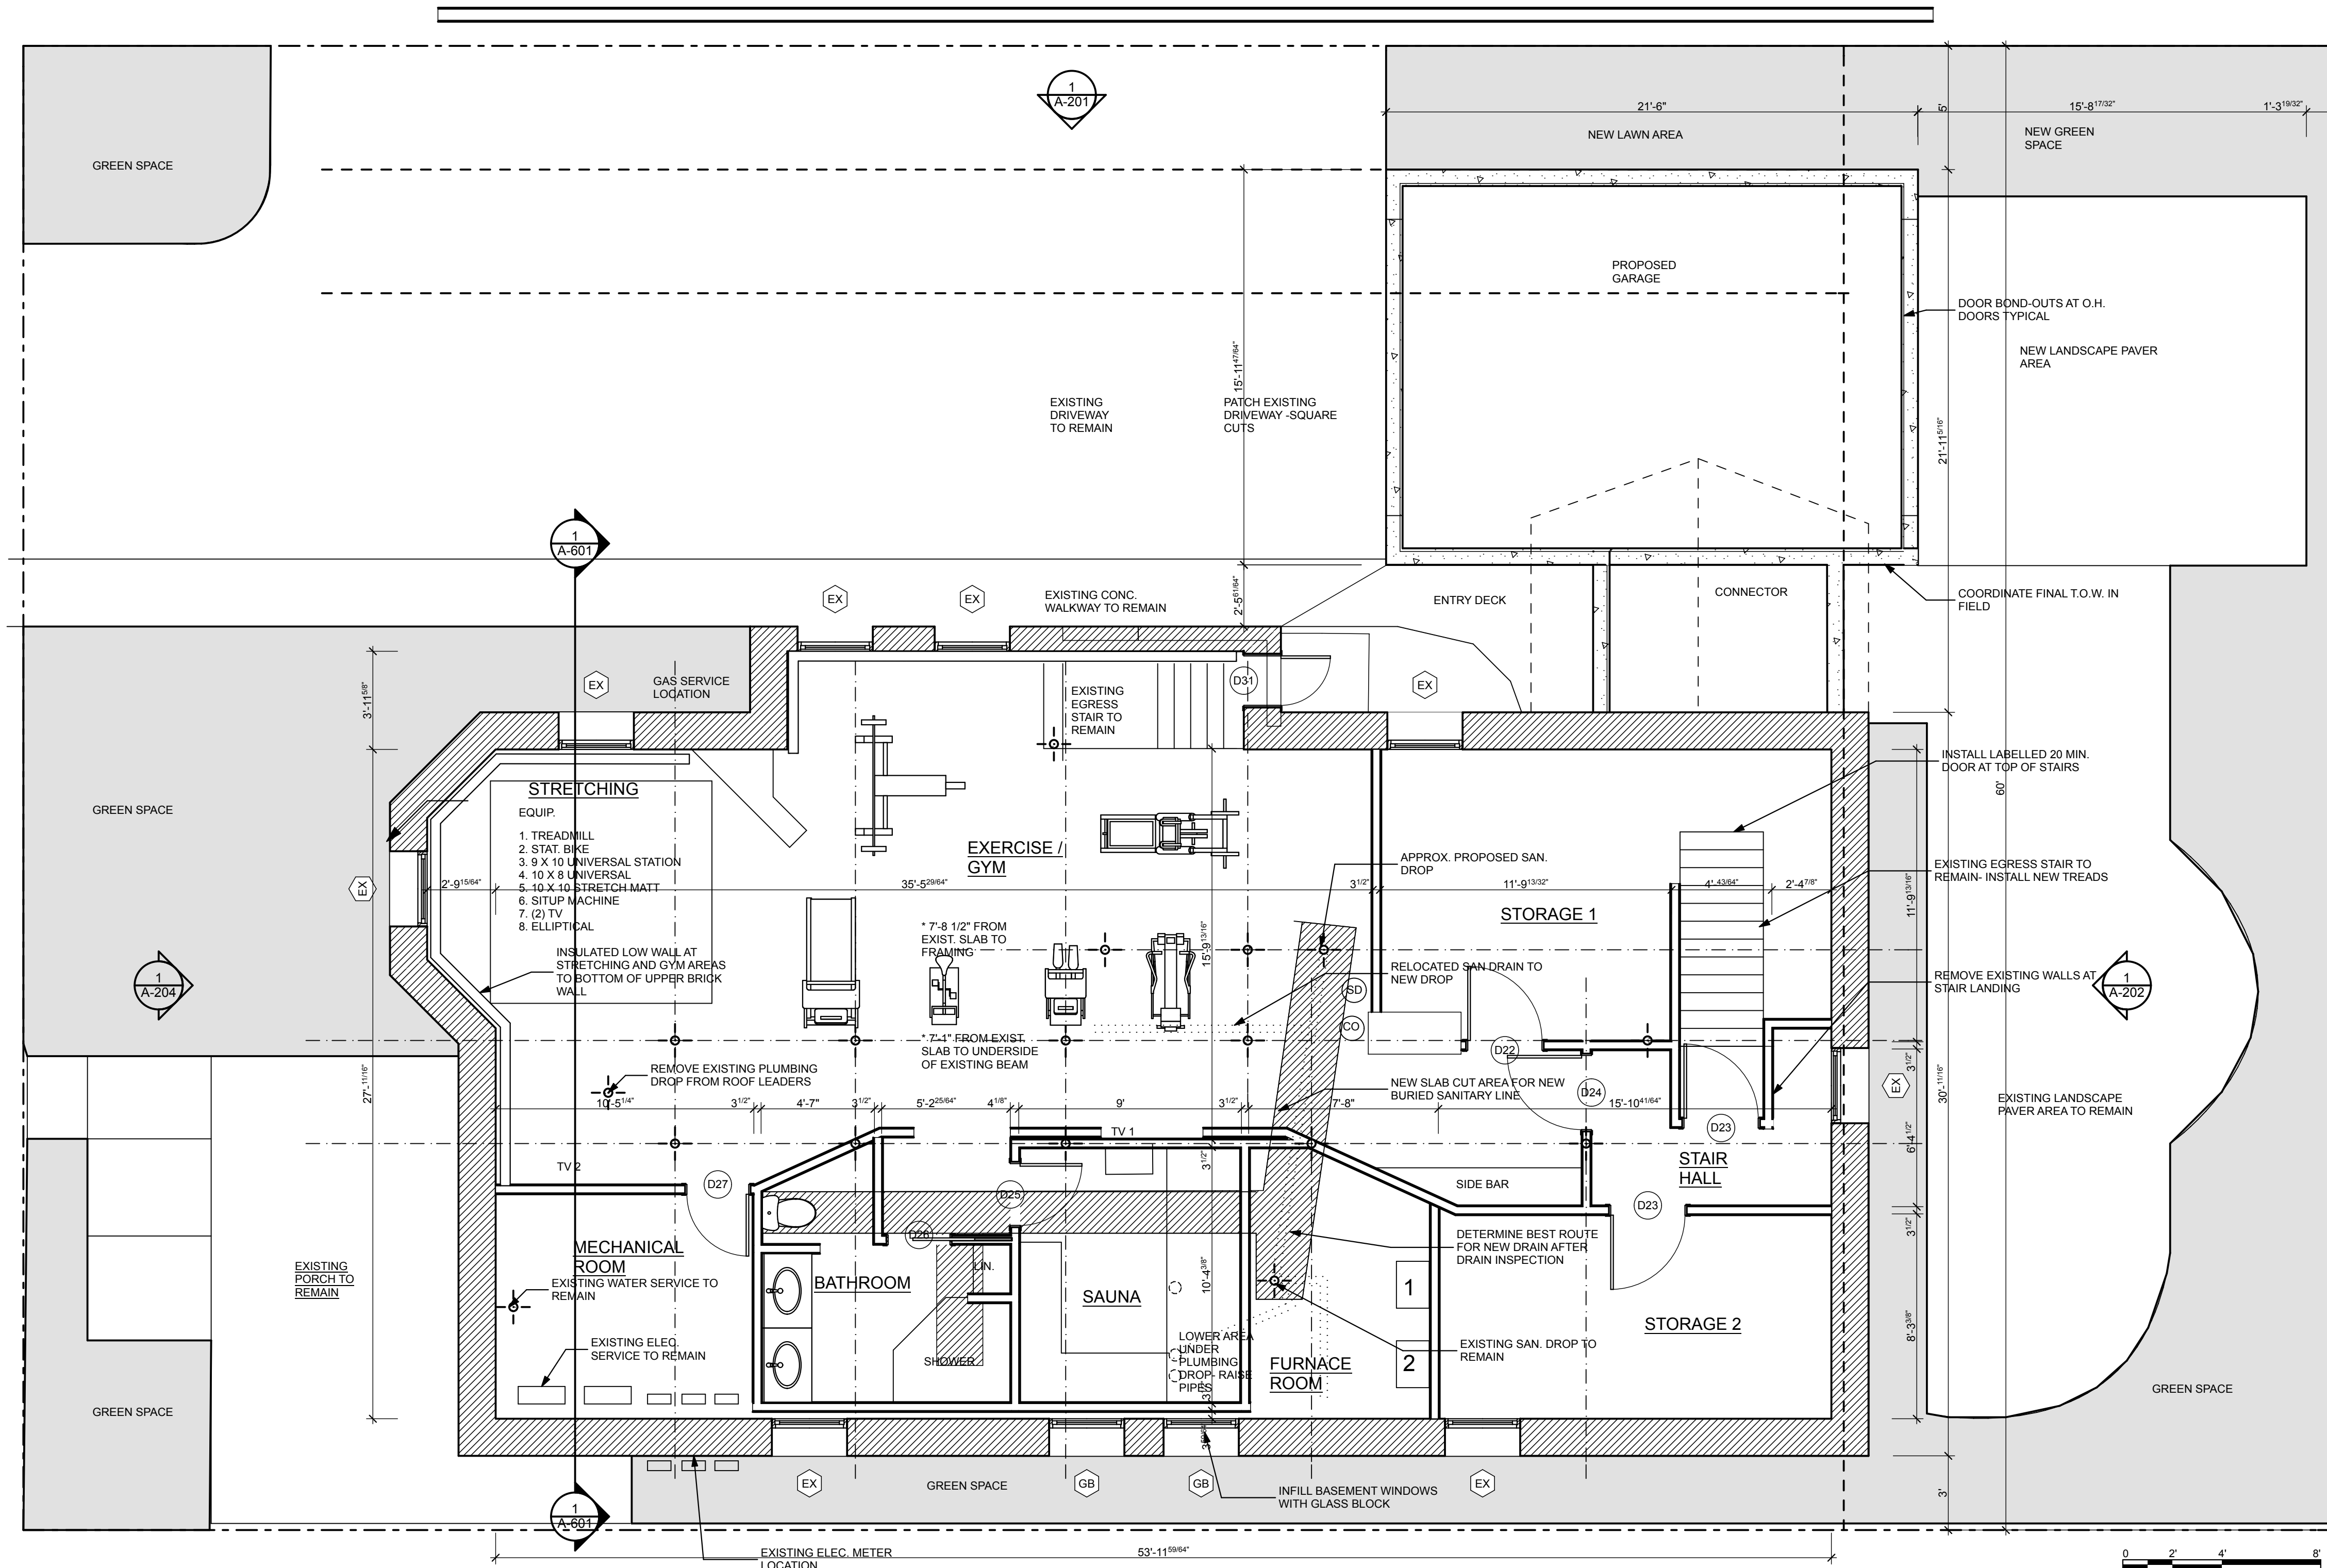 1
A-201
21'-6"
5'
15'-8 17/32"
1'-3 19/32"
NEW LAWN AREA
NEW GREEN
SPACE
GREEN SPACE
PROPOSED
GARAGE
DOOR BOND-OUTS AT O.H.
DOORS TYPICAL
NEW LANDSCAPE PAVER
AREA
15'-11 47/64"
EXISTING
DRIVEWAY
TO REMAIN
PATCH EXISTING
DRIVEWAY -SQUARE
CUTS
21'-11 5/16"
1
A-601
EX
EX
EXISTING CONC.
WALKWAY TO REMAIN
2'-5 61/64"
ENTRY DECK
CONNECTOR
COORDINATE FINAL T.O.W. IN
FIELD
EX
GAS SERVICE
LOCATION
3'-11 5/8"
EXISTING
EGRESS
STAIR TO
REMAIN
D31
EX
INSTALL LABELLED 20 MIN.
DOOR AT TOP OF STAIRS
60'
GREEN SPACE
STRETCHING
EQUIP.
1. TREADMILL
2. STAT. BIKE
3. 9 X 10 UNIVERSAL STATION
4. 10 X 8 UNIVERSAL
5. 10 X 10 STRETCH MATT
6. SITUP MACHINE
7. (2) TV
8. ELLIPTICAL
EXERCISE /
GYM
APPROX. PROPOSED SAN.
DROP
EXISTING EGRESS STAIR TO
REMAIN- INSTALL NEW TREADS
EX
2'-9 15/64"
35'-5 29/64"
3 1/2"
11'-9 13/32"
4'- 43/64"
2'-4 7/8"
11'-9 13/16"
STORAGE 1
* 7'-8 1/2" FROM
EXIST. SLAB TO
FRAMING
15'-9 13/16"
INSULATED LOW WALL AT
STRETCHING AND GYM AREAS
TO BOTTOM OF UPPER BRICK
WALL
RELOCATED SAN DRAIN TO
NEW DROP
REMOVE EXISTING WALLS AT
STAIR LANDING
1
A-204
1
A-202
SD
CO
* 7'-1" FROM EXIST.
SLAB TO UNDERSIDE
OF EXISTING BEAM
D22
3 1/2"
REMOVE EXISTING PLUMBING
DROP FROM ROOF LEADERS
NEW SLAB CUT AREA FOR NEW
BURIED SANITARY LINE
D24
EX
27'- 11/16"
30'- 11/16"
EXISTING LANDSCAPE
PAVER AREA TO REMAIN
10'-5 1/4"
3 1/2"
4'-7"
3 1/2"
5'-2 25/64"
4 1/8"
9'
3 1/2"
7'-8"
15'-10 41/64"
D23
6'-4 1/2"
TV 1
TV 2
3 1/2"
STAIR
HALL
D27
D25
SIDE BAR
D23
D26
3 1/2"
MECHANICAL
ROOM
DETERMINE BEST ROUTE
FOR NEW DRAIN AFTER
DRAIN INSPECTION
EXISTING
PORCH TO
REMAIN
EXISTING WATER SERVICE TO
REMAIN
BATHROOM
LIN.
SAUNA
10'-4 3/8"
1
STORAGE 2
8'-3 3/8"
EXISTING ELEC.
SERVICE TO REMAIN
SHOWER
LOWER AREA
UNDER
PLUMBING
DROP- RAISE
PIPES
FURNACE
ROOM
2
EXISTING SAN. DROP TO
REMAIN
GREEN SPACE
GREEN SPACE
EX
GREEN SPACE
GB
GB
INFILL BASEMENT WINDOWS
WITH GLASS BLOCK
EX
3'
1
A-601
EXISTING ELEC. METER
LOCATION
53'-11 59/64"
0 2' 4' 8'